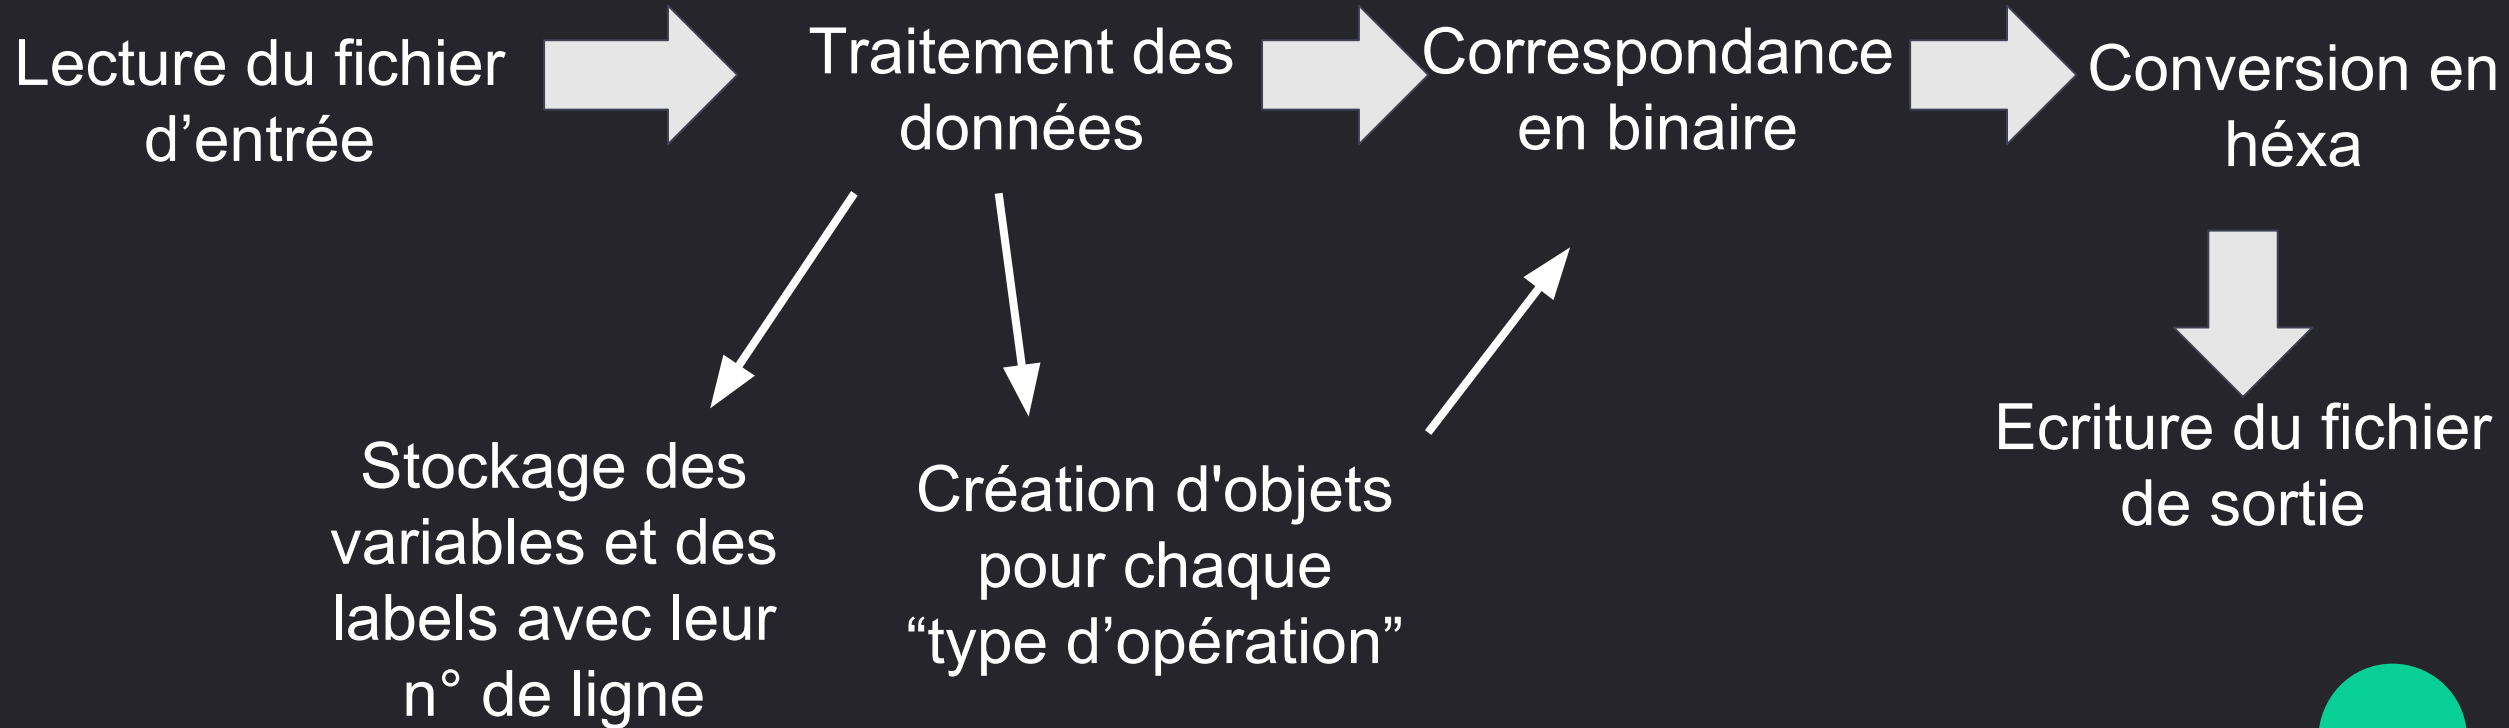 Lecture du fichier
d’entrée
Traitement des
données
Correspondance
en binaire
Conversion en
héxa
Stockage des
variables et des
labels avec leur
n° de ligne
Création d'objets
pour chaque
“type d’opération”
Ecriture du fichier
de sortie